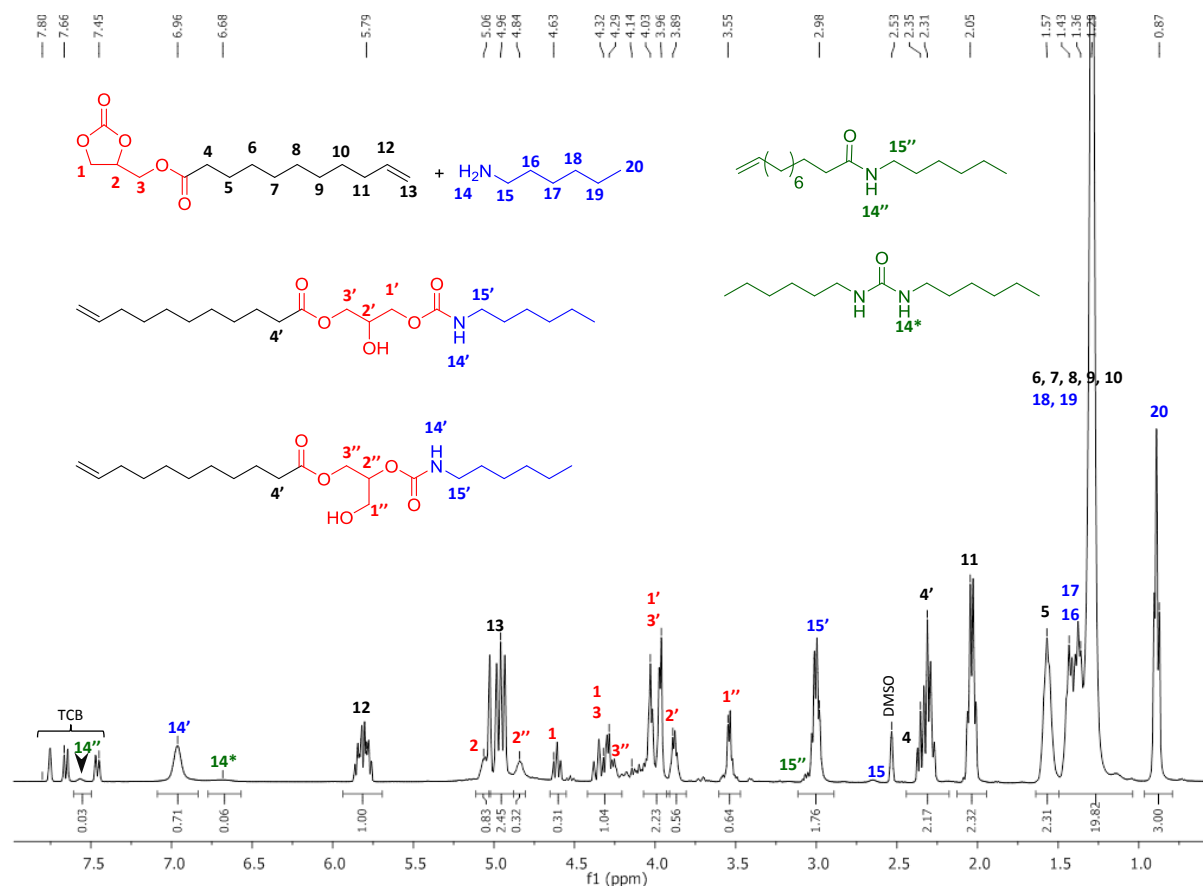 7.80 7.66 7.45 6.96 6.68 5.79 5.06 4.96 4.84 4.63 4.32 4.29 4.14 4.03 3.96 3.89 3.55 2.98 2.53 2.35 2.31 2.05 1.57 1.43 1.36 1.29 0.87
O
O O
O
O
1 2 3 4 5 6 7 8 9 10 11 12 13
+
H2N
14 15 16 17 18 19 20
O
N
H
6
15’’
14’’
O O
O O N
H
OH
3’ 1’ 2’ 4’ 15’ 14’
O
N N
H H
14*
O
O O
H
N
O
HO
14’ 3’’ 2’’ 4’ 15’ 1’’
6, 7, 8, 9, 10
18, 19
20
TCB
14’’
14’
14*
12
2
13
2’’
1
1
3
3’’
1’
3’
2’
1’’
15’’
15’
15
DMSO
4
4’
11
5
17
16
0.03 0.71 0.06 1.00 0.83 2.45 0.32 0.31 1.04 2.23 0.56 0.64 1.76 2.17 2.32 2.31 19.82 3.00
7.5 7.0 6.5 6.0 5.5 5.0 4.5 4.0 3.5 3.0 2.5 2.0 1.5 1.0
f1 (ppm)